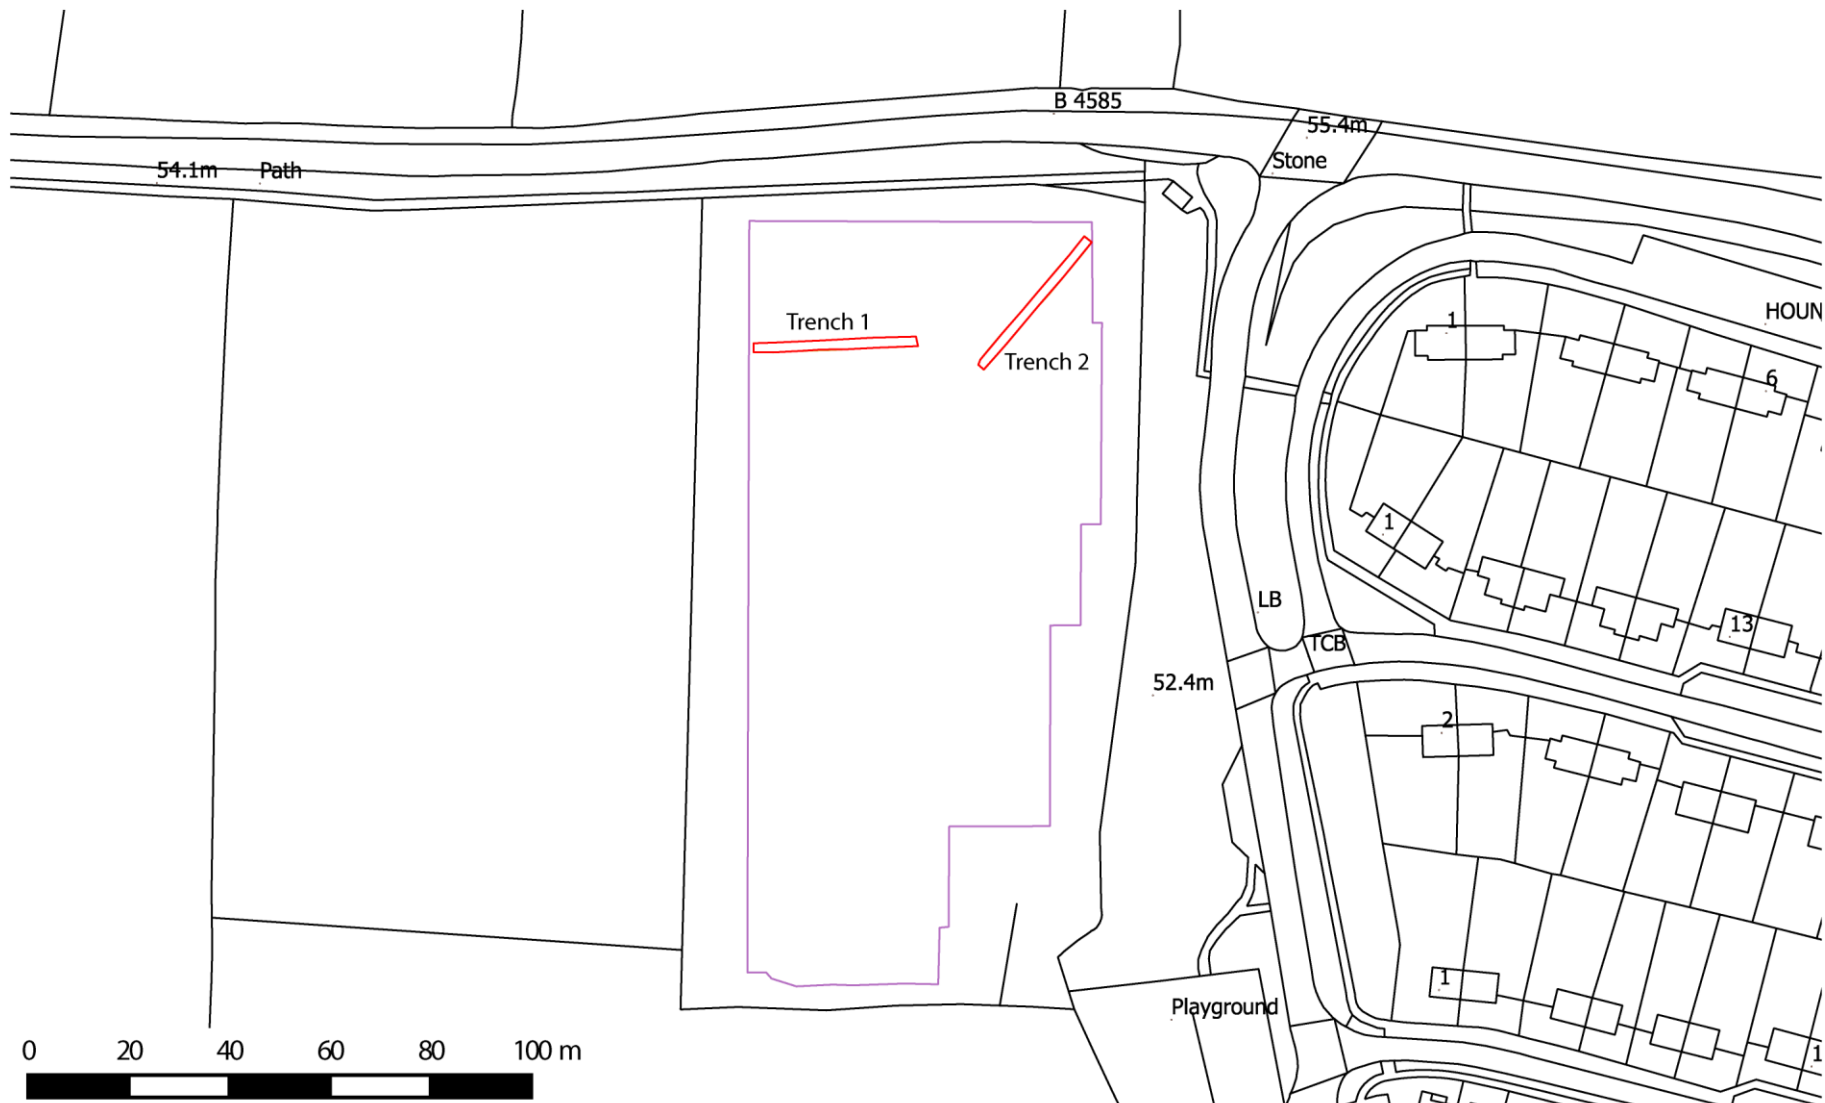 B 4585
55.4m
Stone
54.1m
Path
HOUN
1
Trench 1
Trench 2
6
1
LB
13
TCB
52.4m
2
1
Playground
1
0 20 40 60 80 100 m